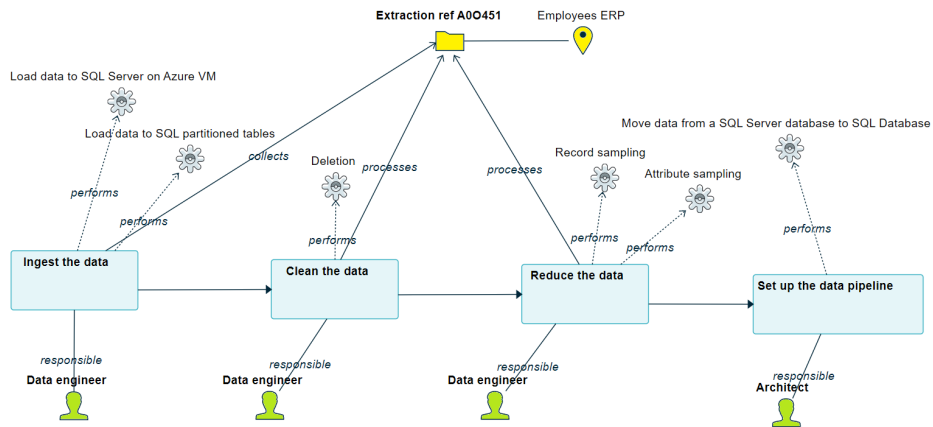 Extraction ref A0O451
Employees ERP
Load data to SQL Server on Azure VM
Load data to SQL partitioned tables
collects
performs
performs
Deletion
processes
performs
processes
Record sampling
Attribute sampling
performs
performs
Move data from a SQL Server database to SQL Database
performs
Ingest the data
Clean the data
Reduce the data
Set up the data pipeline
responsible
Data engineer
responsible
Data engineer
responsible
Data engineer
responsible
Architect